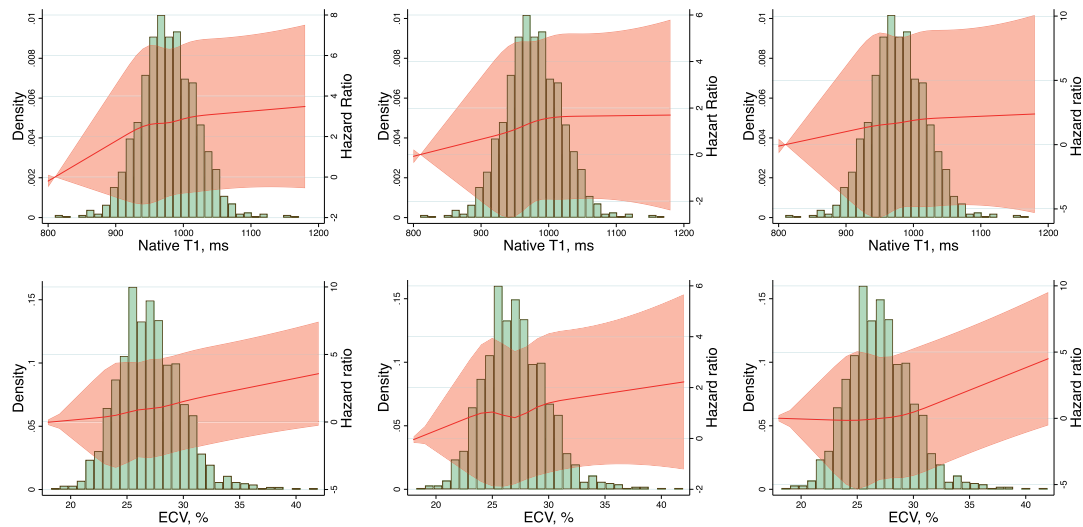 .01
.008
.006
.004
.002
0
Density
8
6
4
2
0
-2
Hazard Ratio
800 900 1000 1100 1200
Native T1, ms
.01
.008
.006
.004
.002
0
Density
6
4
2
0
-2
Hazart Ratio
800 900 1000 1100 1200
Native T1, ms
.01
.008
.006
.004
.002
0
Density
10
5
0
-5
Hazard ratio
800 900 1000 1100 1200
Native T1, ms
.15
.1
.05
0
Density
10
5
0
-5
Hazard ratio
20 25 30 35 40
ECV, %
.15
.1
.05
0
Density
6
4
2
0
-2
Hazard ratio
20 25 30 35 40
ECV, %
.15
.1
.05
0
Density
10
5
0
-5
Hazard ratio
20 25 30 35 40
ECV, %